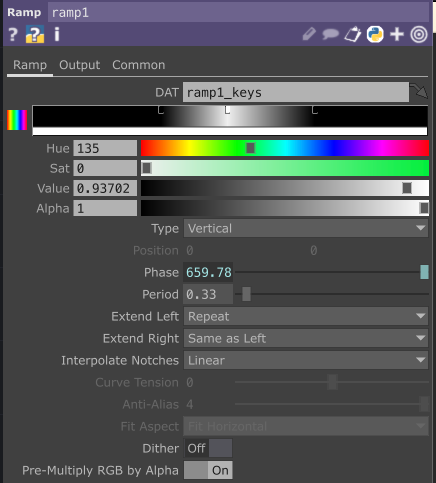 Ramp ramp1
? ? i
Ramp Output Common
DAT ramp1_keys
Hue 135
Sat 0
Value 0.93702
Alpha 1
Type Vertical
Position 0 0
Phase 659.78
Period 0.33
Extend Left Repeat
Extend Right Same as Left
Interpolate Notches Linear
Curve Tension 0
Anti-Alias 4
Fit Aspect Fit Horizontal
Dither Off
Pre-Multiply RGB by Alpha On